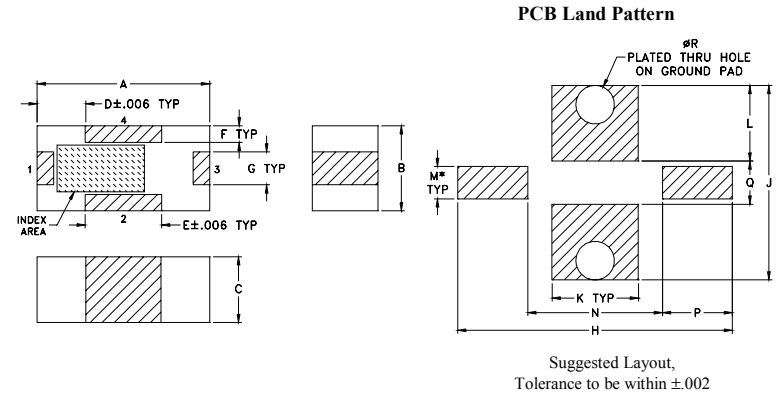 PCB Land Pattern
A
D±.006 TYP
4
F TYP
1
3
G TYP
INDEX
AREA
2
E±.006 TYP
B
C
øR
PLATED THRU HOLE
ON GROUND PAD
L
M*
TYP
Q
J
K TYP
N
P
H
Suggested Layout,
Tolerance to be within ±.002